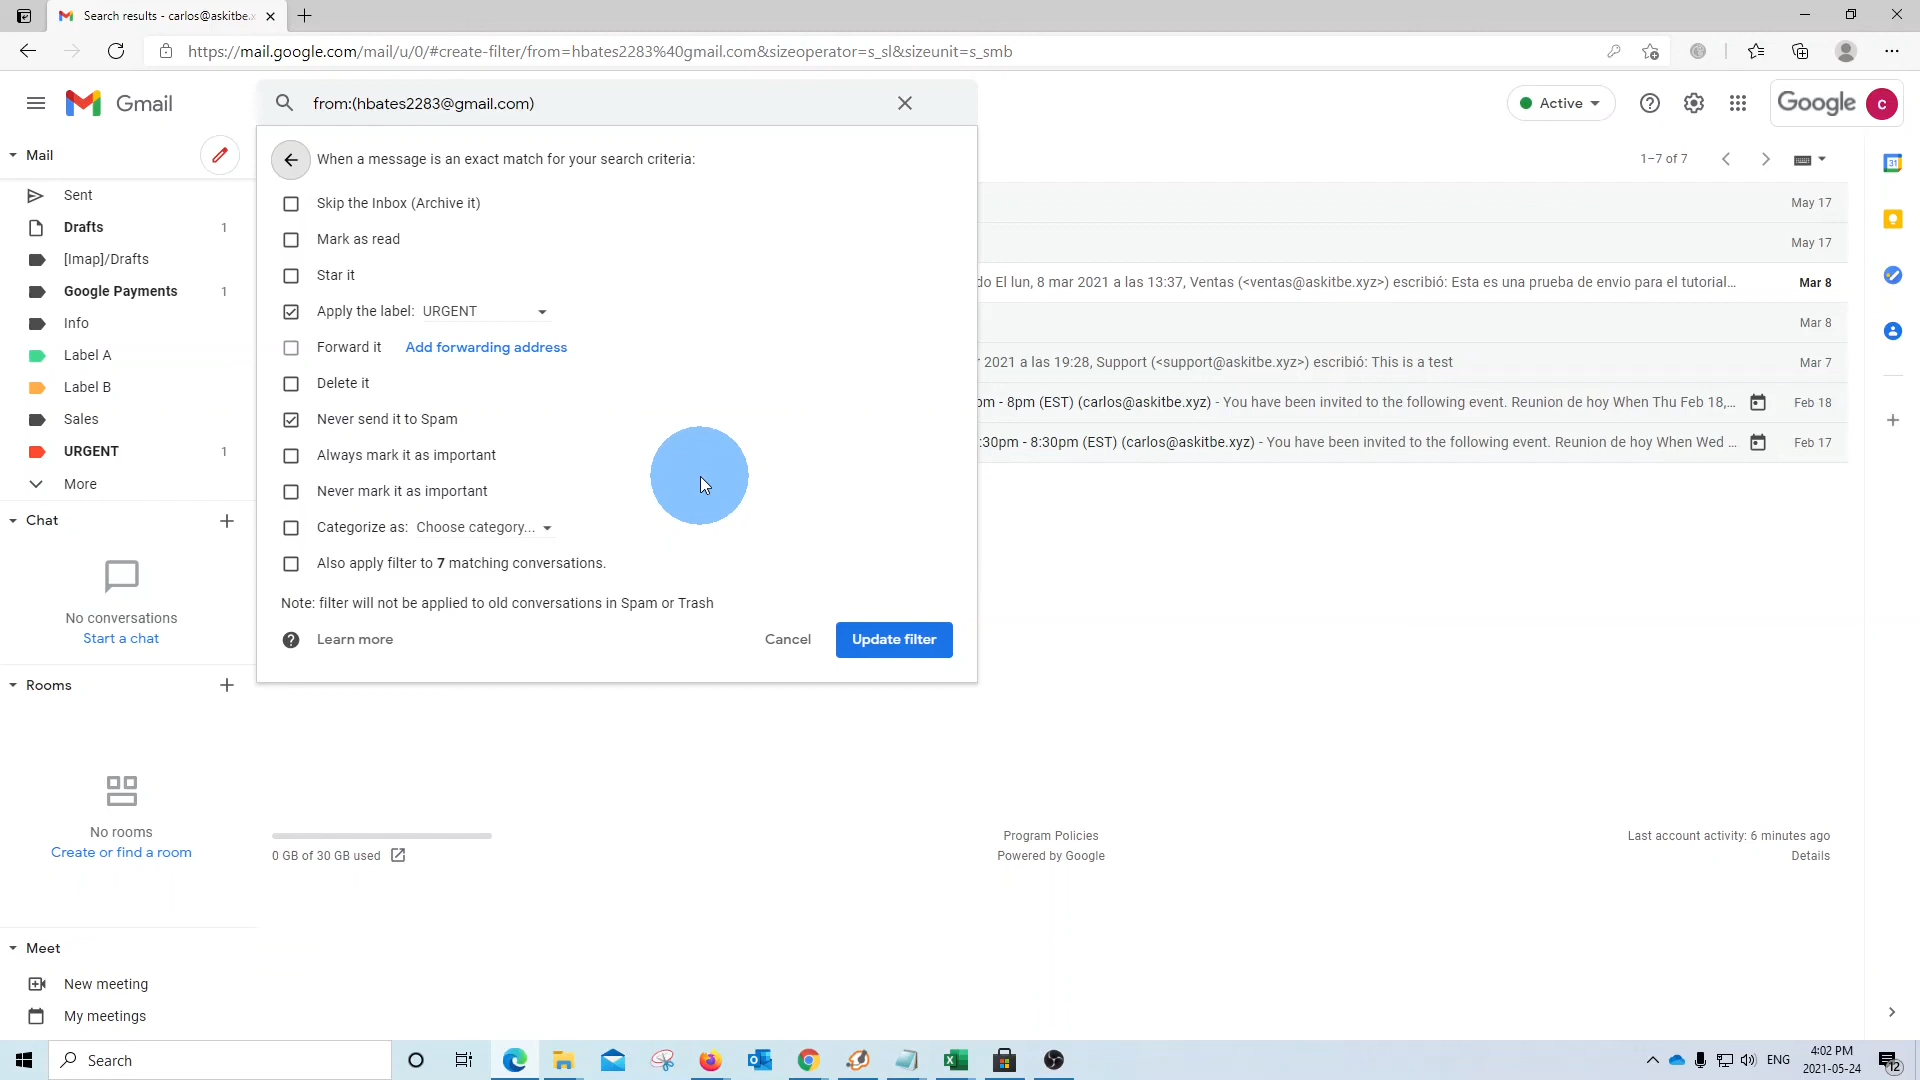 Search results - carlos@askitbe.x
https://mail.google.com/mail/u/0/#create-filter/from=hbates2283%40gmail.com&sizeoperator=s_sl&sizeunit=s_smb
Gmail
from:(hbates2283@gmail.com)
Active
Google
C
Mail
Sent
Drafts 1
[Imap]/Drafts
Google Payments 1
Info
Label A
Label B
Sales
URGENT 1
More
Chat
No conversations
Start a chat
Rooms
No rooms
Create or find a room
Meet
New meeting
My meetings
When a message is an exact match for your search criteria:
Skip the Inbox (Archive it)
Mark as read
Star it
Apply the label: URGENT
Forward it Add forwarding address
Delete it
Never send it to Spam
Always mark it as important
Never mark it as important
Categorize as: Choose category...
Also apply filter to 7 matching conversations.
Note: filter will not be applied to old conversations in Spam or Trash
Learn more
Cancel
Update filter
1–7 of 7
May 17
May 17
do El lun, 8 mar 2021 a las 13:37, Ventas (<ventas@askitbe.xyz>) escribió: Esta es una prueba de envio para el tutorial... Mar 8
Mar 8
2021 a las 19:28, Support (<support@askitbe.xyz>) escribió: This is a test Mar 7
pm - 8pm (EST) (carlos@askitbe.xyz) - You have been invited to the following event. Reunion de hoy When Thu Feb 18,... Feb 18
:30pm - 8:30pm (EST) (carlos@askitbe.xyz) - You have been invited to the following event. Reunion de hoy When Wed ... Feb 17
31
0 GB of 30 GB used
Program Policies
Powered by Google
Last account activity: 6 minutes ago
Details
Search
ENG
4:02 PM
2021-05-24
12